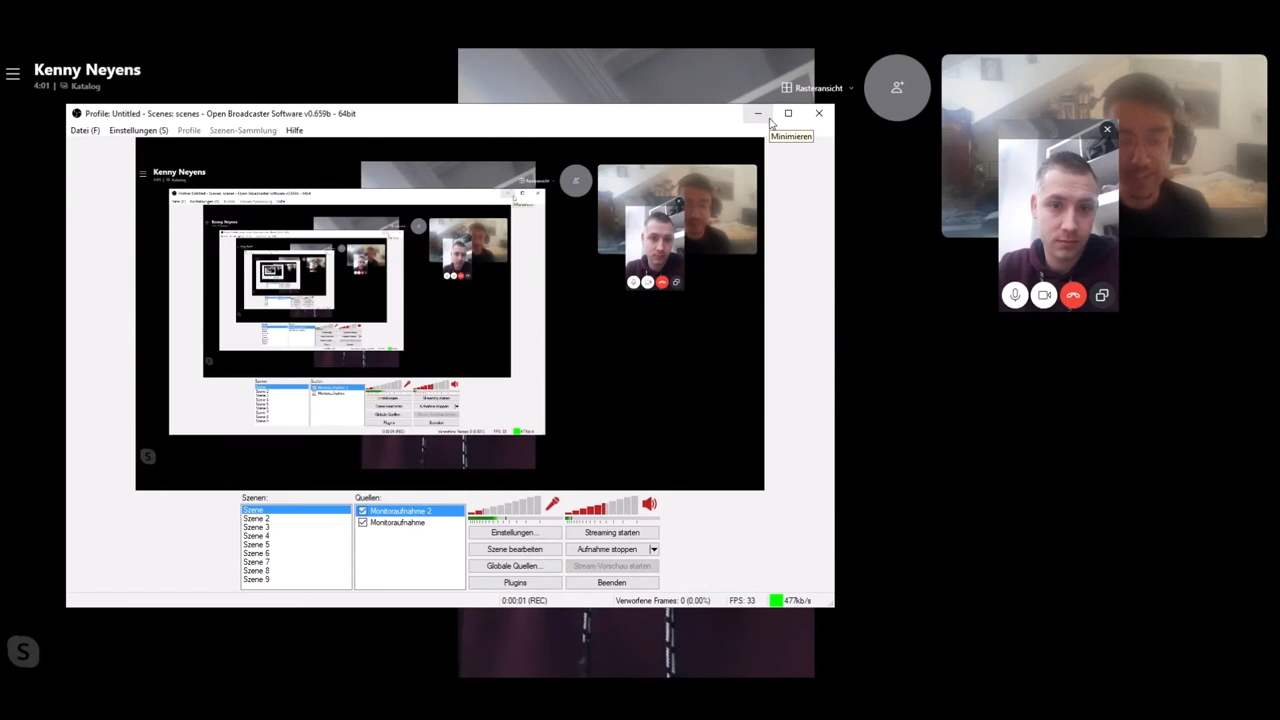 Kenny Neyens
4:01 | Katalog
Rasteransicht
Profile: Untitled - Scenes: scenes - Open Broadcaster Software v0.659b - 64bit
Minimieren
Datei (F) Einstellungen (S) Profile Szenen-Sammlung Hilfe
Kenny Neyens
Rasteransicht
Szenen: Quellen:
Szene
Szene 2
Szene 3
Szene 4
Szene 5
Szene 6
Szene 7
Szene 8
Szene 9
Monitoraufnahme 2
Monitoraufnahme
Einstellungen... Streaming starten
Szene bearbeiten Aufnahme stoppen
Globale Quellen... Stream-Vorschau starten
Plugins Beenden
0:00:01 (REC) Verworfene Frames: 0 (0.00%) FPS: 33 477kb/s
S